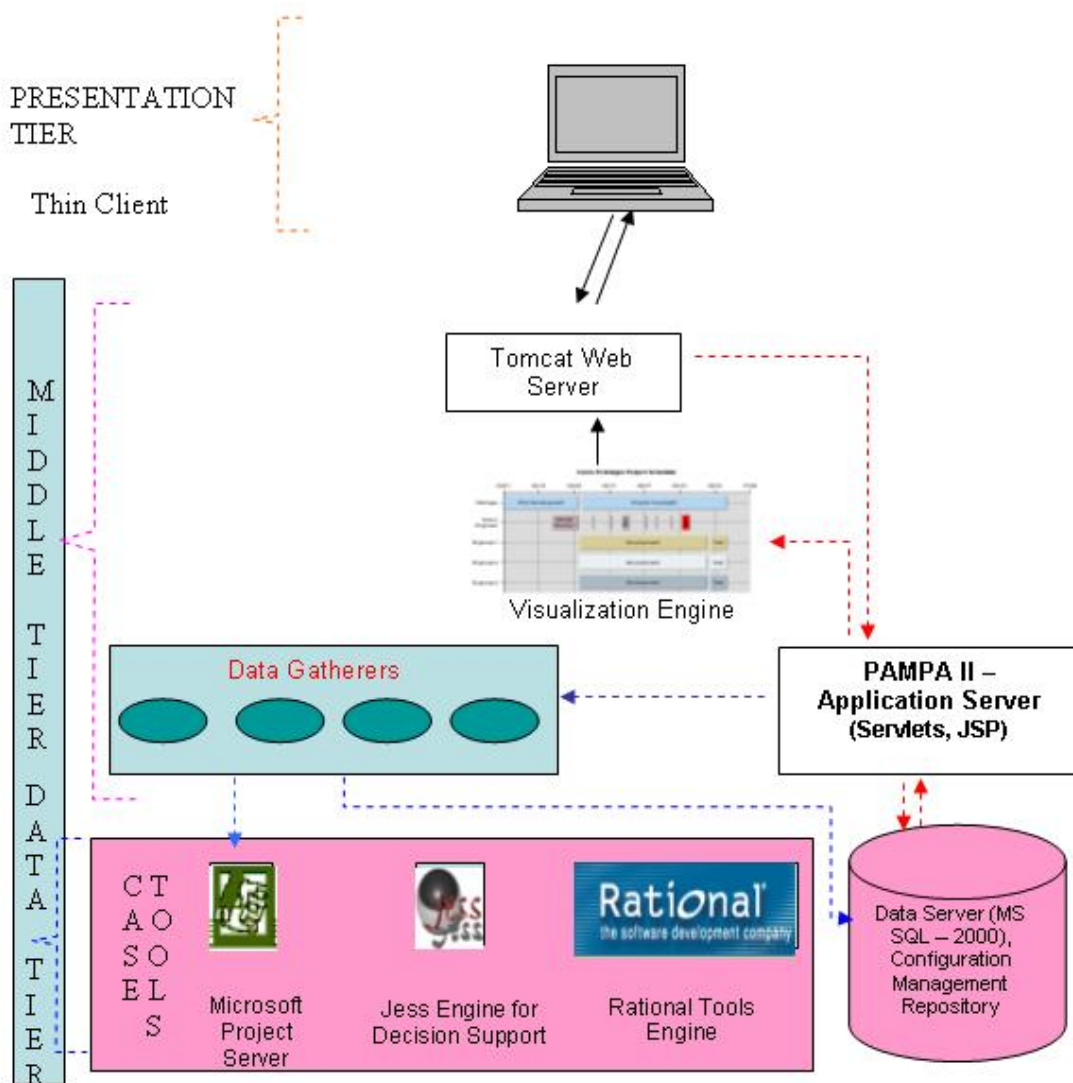 PRESENTATION
TIER
Thin Client
MIDDLE TIER DATA TIER
Tomcat Web
Server
Visualization Engine
Data Gatherers
PAMPA II –
Application Server
(Servlets, JSP)
CASE
TOOLS
Jess
Jess
Rational
the software development company
Microsoft
Project
Server
Jess Engine for
Decision Support
Rational Tools
Engine
Data Server (MS
SQL – 2000),
Configuration
Management
Repository